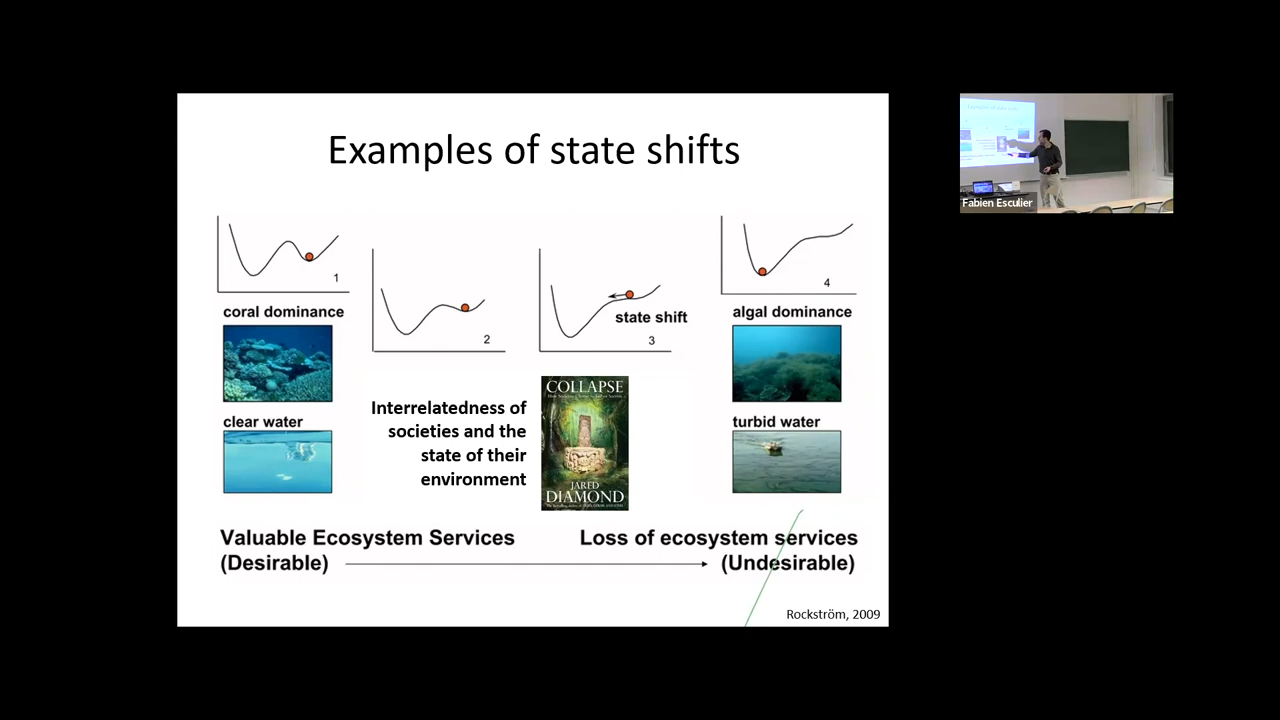 Examples of state shifts
1
2
3
4
state shift
coral dominance
algal dominance
COLLAPSE
JARED
DIAMOND
Interrelatedness of
societies and the
state of their
environment
clear water
turbid water
Valuable Ecosystem Services
(Desirable)
Loss of ecosystem services
(Undesirable)
Rockström, 2009
Fabien Esculier